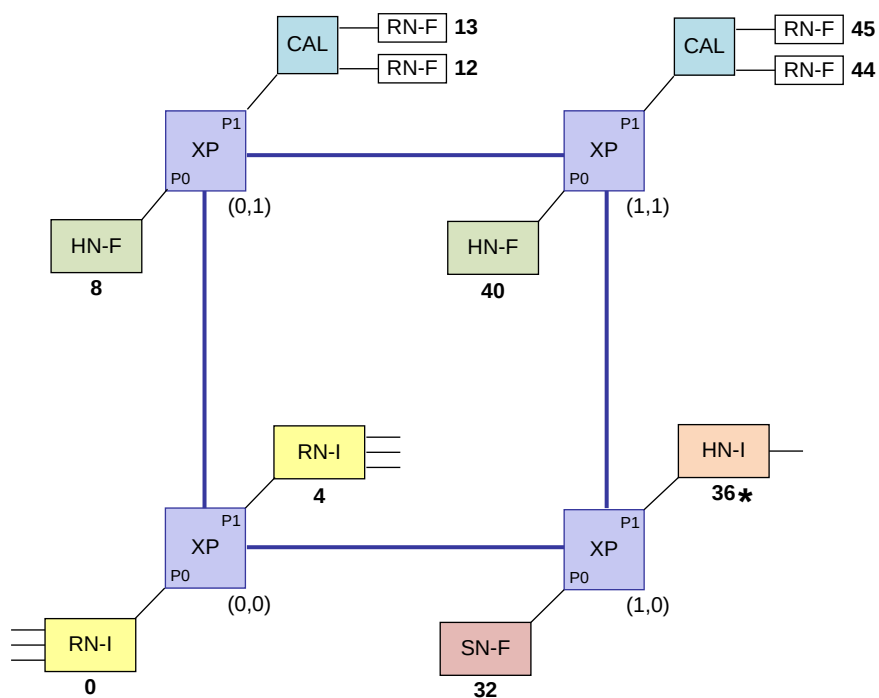 CAL
RN-F 13
RN-F 12
CAL
RN-F 45
RN-F 44
P1
XP
P0
(0,1)
P1
XP
P0
(1,1)
HN-F
8
HN-F
40
RN-I
4
HN-I
36*
P1
XP
P0
(0,0)
P1
XP
P0
(1,0)
RN-I
0
SN-F
32